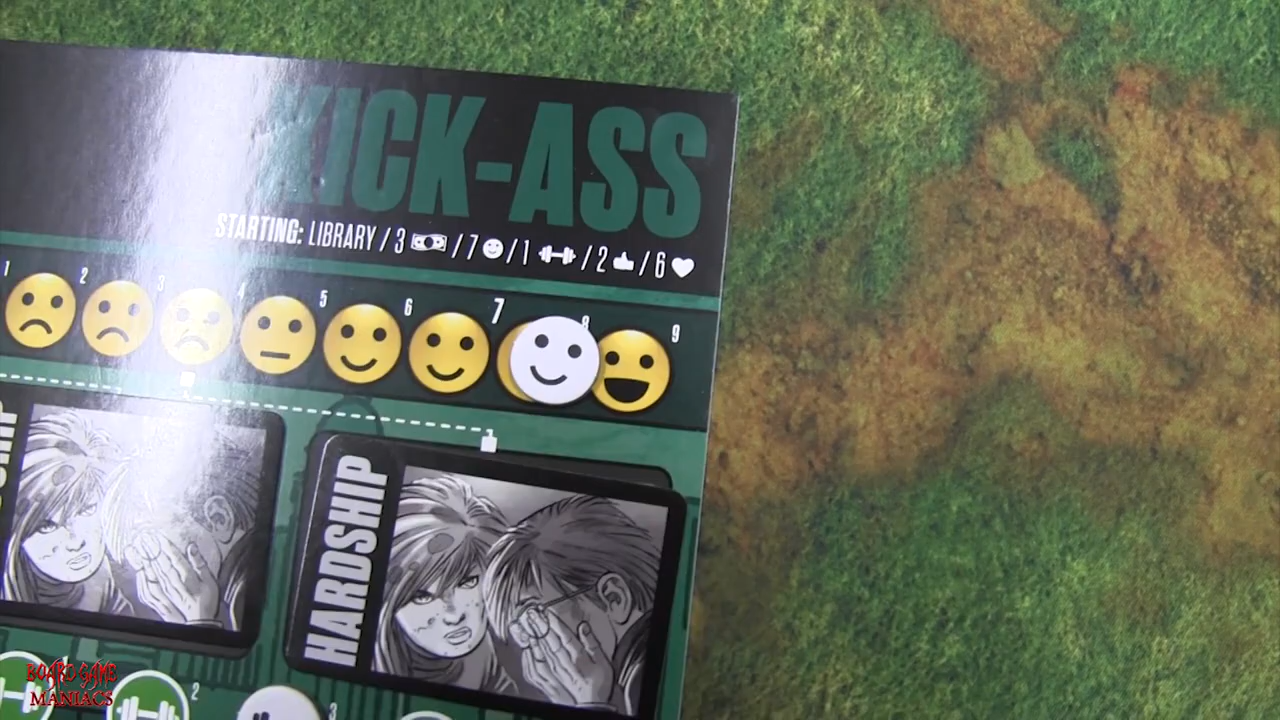 KICK-ASS
STARTING: LIBRARY / 3 / 7 / 1 / 2 / 6
1 2 3 4 5 6 7 8 9
HARDSHIP
2
3
BOARD GAME
MANIACS